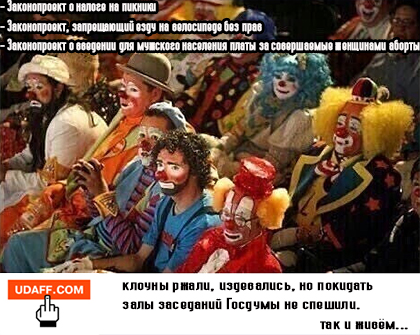 - Законопроект о налоге на пикники
- Законопроект, запрещающий езду на велосипеде без прав
- Законопроект о введении для мужского населения платы за совершаемые женщинами аборты
UDAFF.COM
клоуны ржали, издевались, но покидать
залы заседаний Госдумы не спешили.
так и живём...